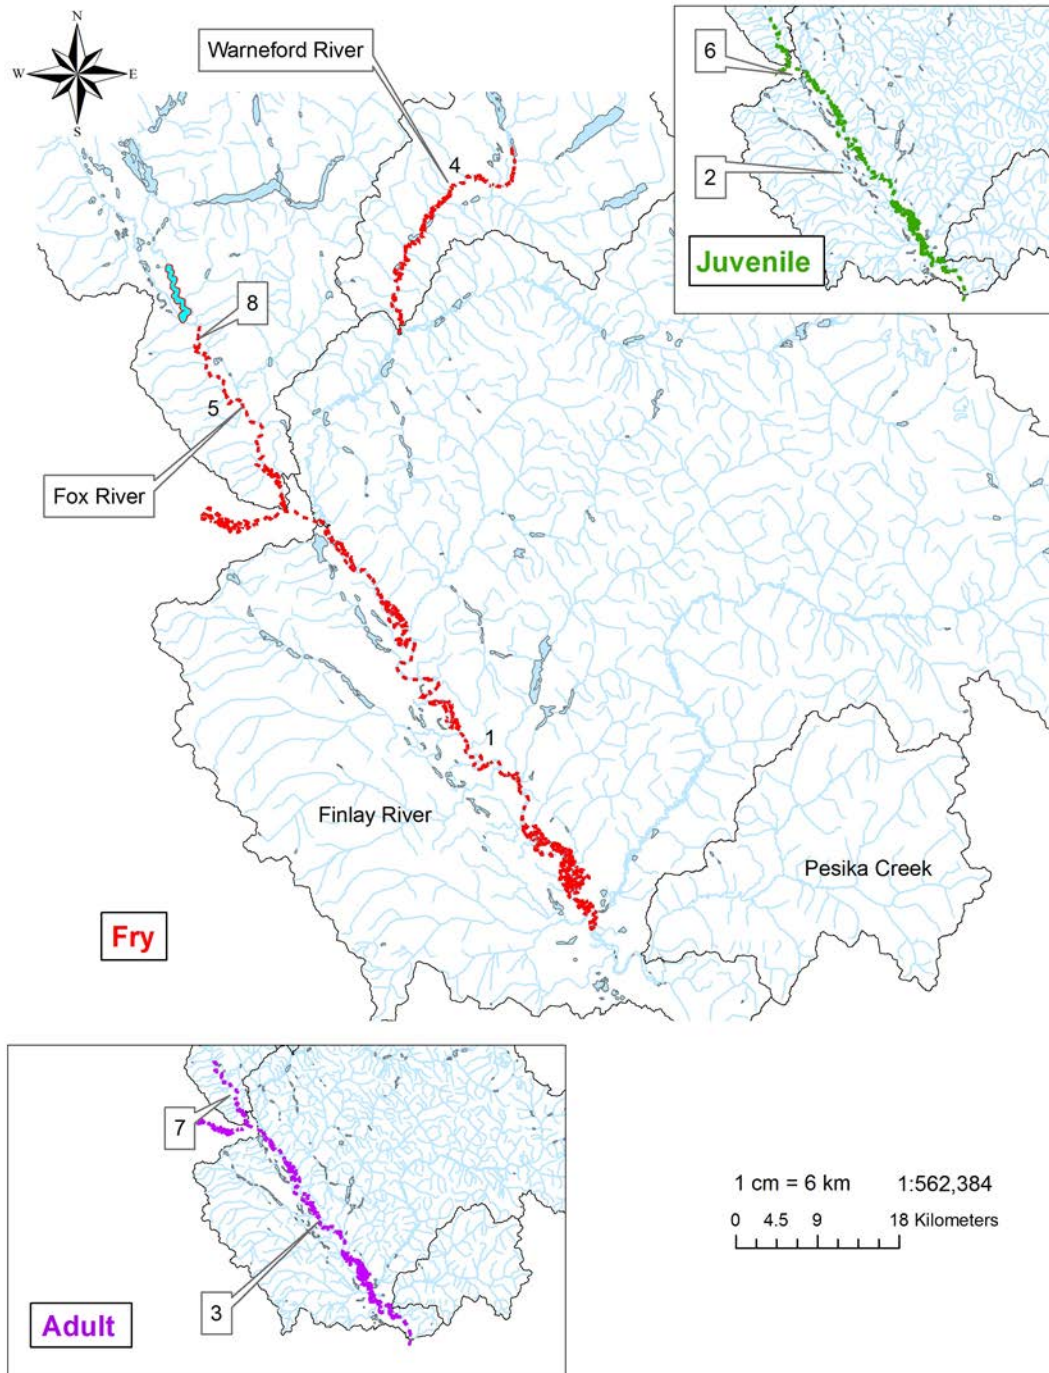 N
W E
S
Warneford River
4
6
2
Juvenile
8
5
Fox River
1
Finlay River
Pesika Creek
Fry
7
3
Adult
1 cm = 6 km 1:562,384
0 4.5 9 18 Kilometers